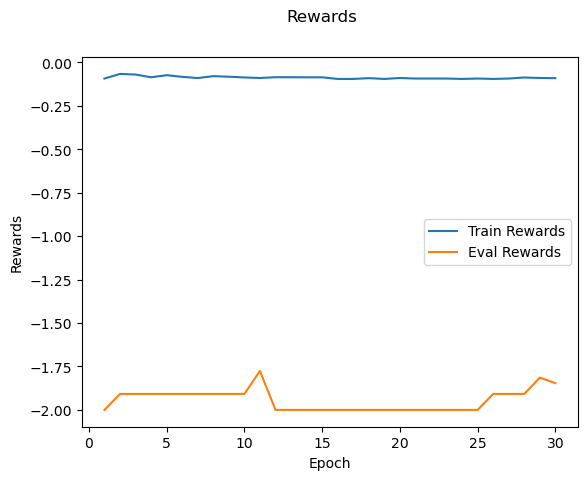 Rewards
0.00
−0.25
−0.50
−0.75
−1.00
−1.25
−1.50
−1.75
−2.00
Rewards
Train Rewards
Eval Rewards
0 5 10 15 20 25 30
Epoch